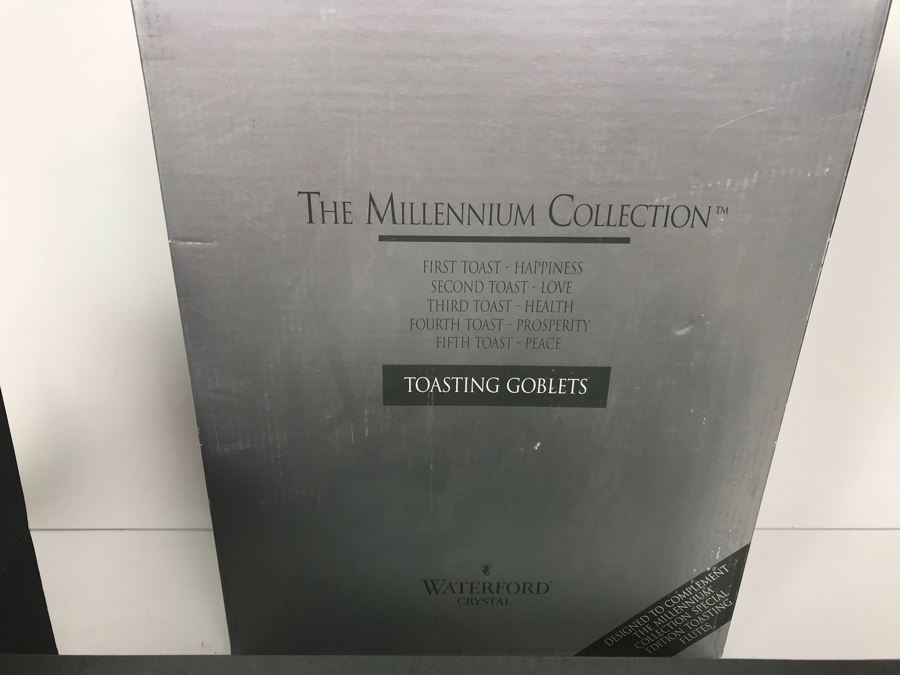 THE MILLENNIUM COLLECTION™
FIRST TOAST - HAPPINESS
SECOND TOAST - LOVE
THIRD TOAST - HEALTH
FOURTH TOAST - PROSPERITY
FIFTH TOAST - PEACE
TOASTING GOBLETS
WATERFORD®
CRYSTAL
DESIGNED TO COMPLEMENT
THE MILLENNIUM
COLLECTION SPECIAL
EDITION TOASTING
FLUTES